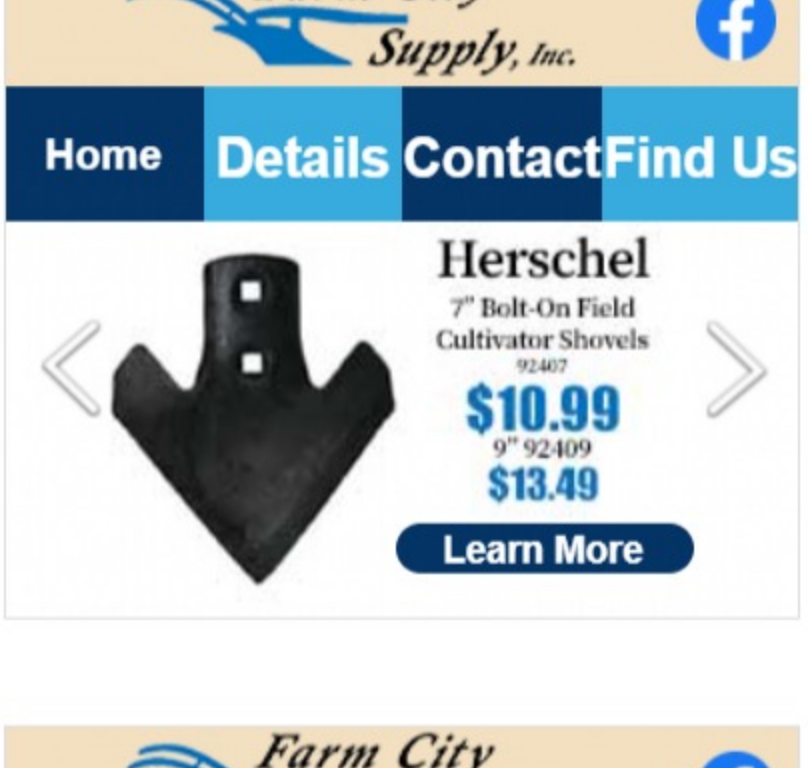 Supply, Inc.
Home
Details
Contact
Find Us
Herschel
7" Bolt-On Field
Cultivator Shovels
92407
$10.99
9" 92409
$13.49
Learn More
Farm City